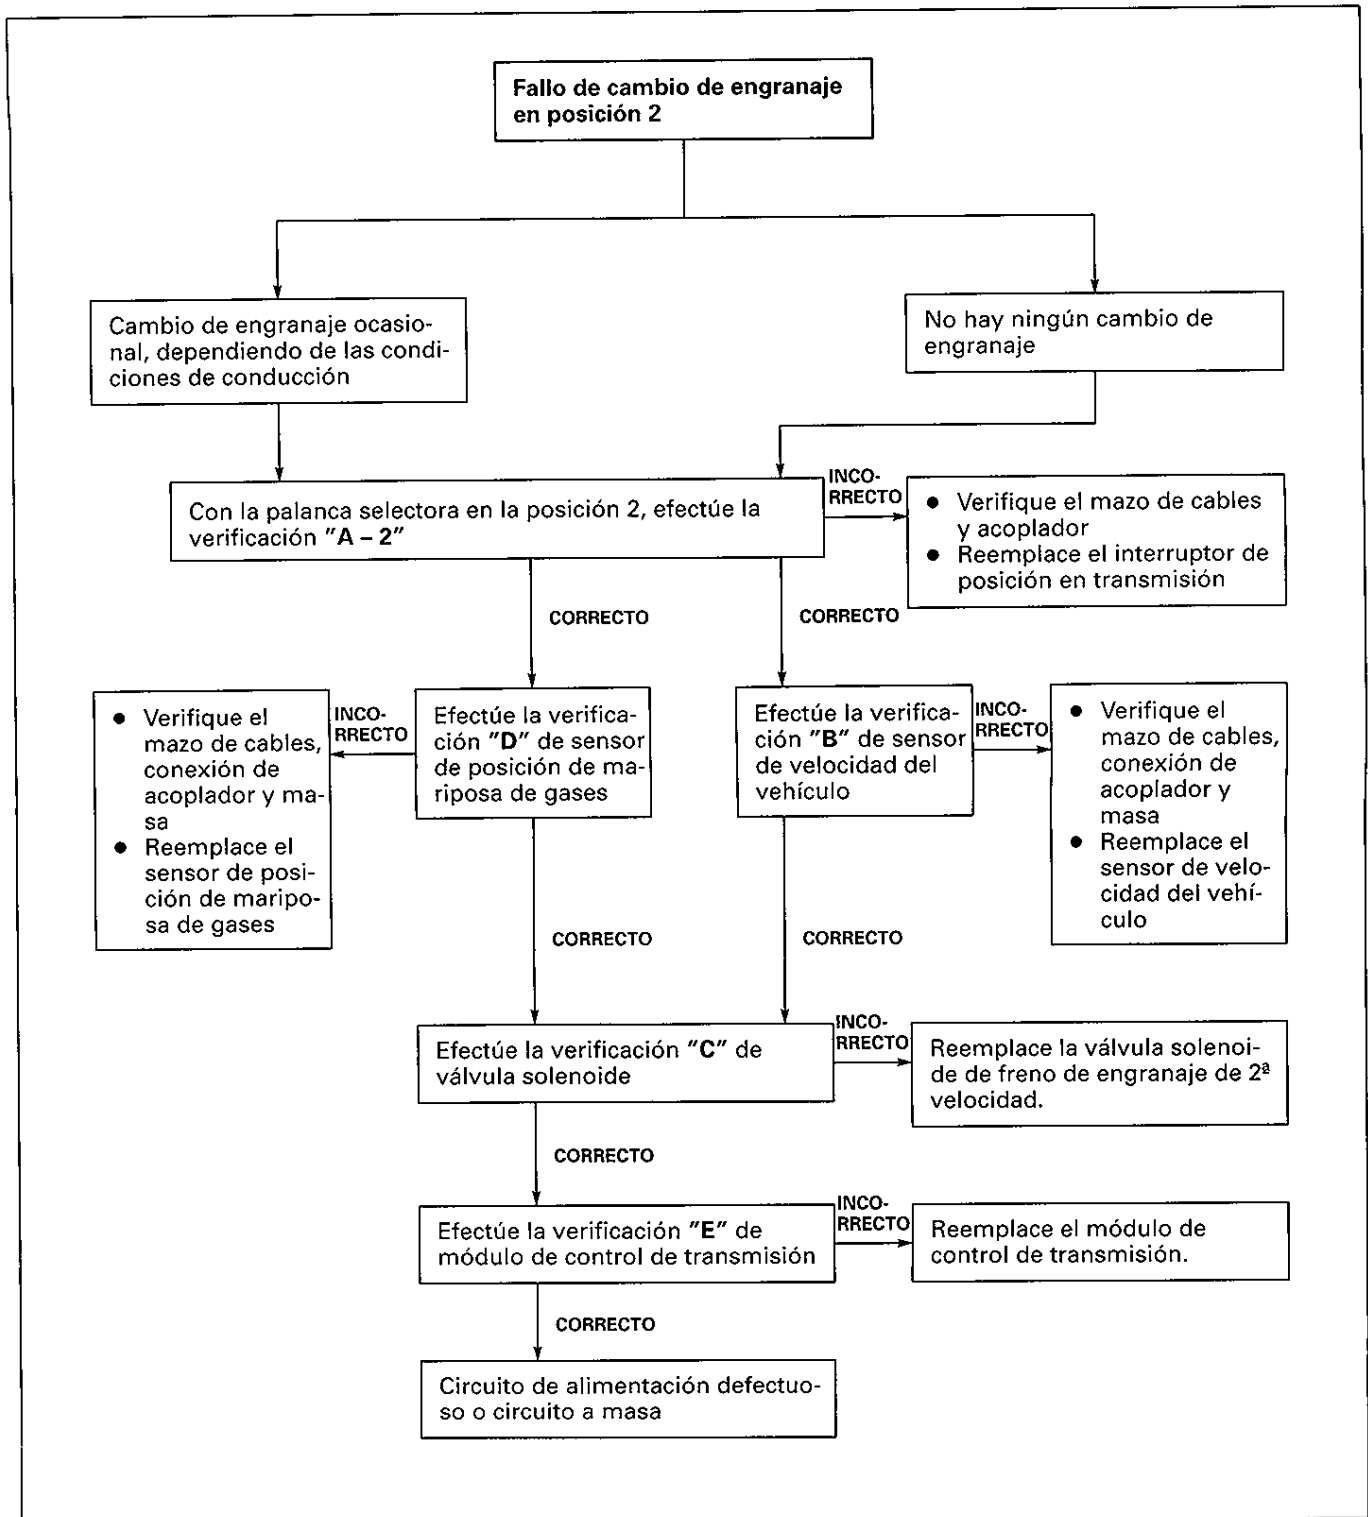 Fallo de cambio de engranaje
en posición 2
Cambio de engranaje ocasio-
nal, dependiendo de las condi-
ciones de conducción
No hay ningún cambio de
engranaje
Con la palanca selectora en la posición 2, efectúe la
verificación "A – 2"
INCO-
RRECTO
● Verifique el mazo de cables
y acoplador
● Reemplace el interruptor de
posición en transmisión
CORRECTO
CORRECTO
● Verifique el
mazo de cables,
conexión de
acoplador y ma-
sa
● Reemplace el
sensor de posi-
ción de maripo-
sa de gases
INCO-
RRECTO
Efectúe la verifica-
ción "D" de sensor
de posición de ma-
riposa de gases
Efectúe la verifica-
ción "B" de sensor
de velocidad del
vehículo
INCO-
RRECTO
● Verifique el
mazo de cables,
conexión de
acoplador y
masa
● Reemplace el
sensor de velo-
cidad del vehí-
culo
CORRECTO
CORRECTO
Efectúe la verificación "C" de
válvula solenoide
INCO-
RRECTO
Reemplace la válvula solenoi-
de de freno de engranaje de 2ª
velocidad.
CORRECTO
Efectúe la verificación "E" de
módulo de control de transmisión
INCO-
RRECTO
Reemplace el módulo de
control de transmisión.
CORRECTO
Circuito de alimentación defectuo-
so o circuito a masa